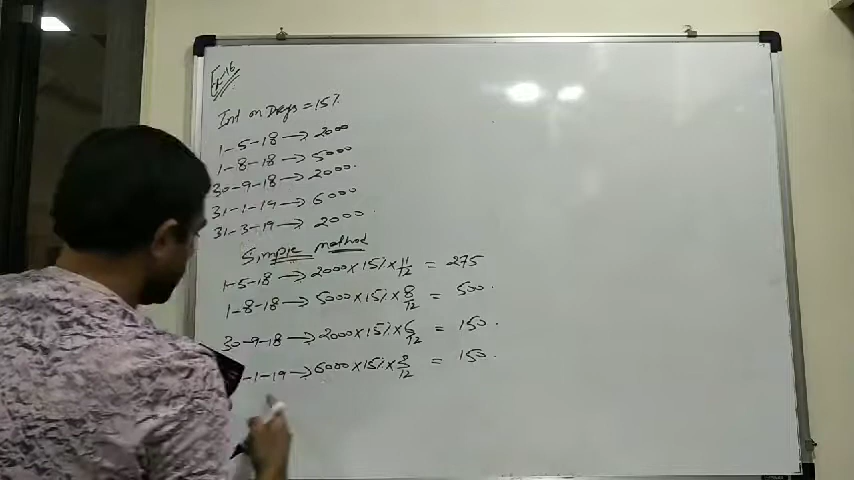 Ex-16
Int on Dwgs = 15%
1-5-18 → 2000
1-8-18 → 5000
30-9-18 → 2000.
31-1-19 → 6000
31-3-19 → 2000.
Simple method
1-5-18 → 2000×15%×11/12 = 275
1-8-18 → 5000×15%×8/12 = 500.
30-9-18 → 2000×15%×6/12 = 150.
-1-19 → 6000×15%×2/12 = 150.